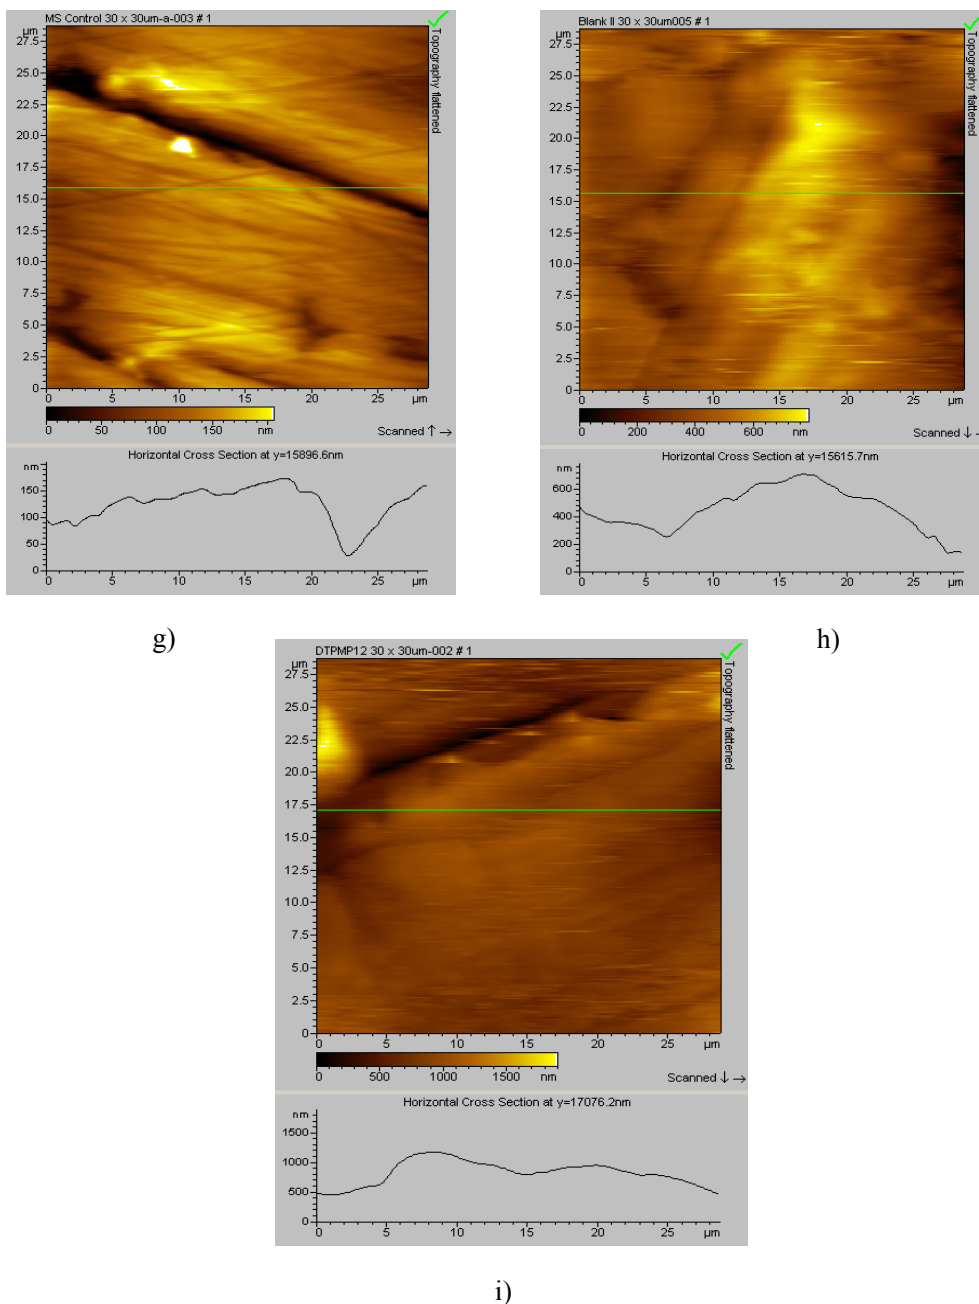 MS Control 30 x 30um-a-003 # 1
µm
27.5
25.0
22.5
20.0
17.5
15.0
12.5
10.0
7.5
5.0
2.5
0
0 5 10 15 20 25 µm
Topography flattened
0 50 100 150 nm
Scanned ↑ →
Horizontal Cross Section at y=15896.6nm
nm
150
100
50
0
0 5 10 15 20 25 µm
g)
Blank II 30 x 30um005 # 1
µm
27.5
25.0
22.5
20.0
17.5
15.0
12.5
10.0
7.5
5.0
2.5
0
0 5 10 15 20 25 µm
Topography flattened
0 200 400 600 nm
Scanned ↓ →
Horizontal Cross Section at y=15615.7nm
nm
600
400
200
0
0 5 10 15 20 25 µm
h)
DTPMP12 30 x 30um-002 # 1
µm
27.5
25.0
22.5
20.0
17.5
15.0
12.5
10.0
7.5
5.0
2.5
0
0 5 10 15 20 25 µm
Topography flattened
0 500 1000 1500 nm
Scanned ↓ →
Horizontal Cross Section at y=17076.2nm
nm
1500
1000
500
0
0 5 10 15 20 25 µm
i)